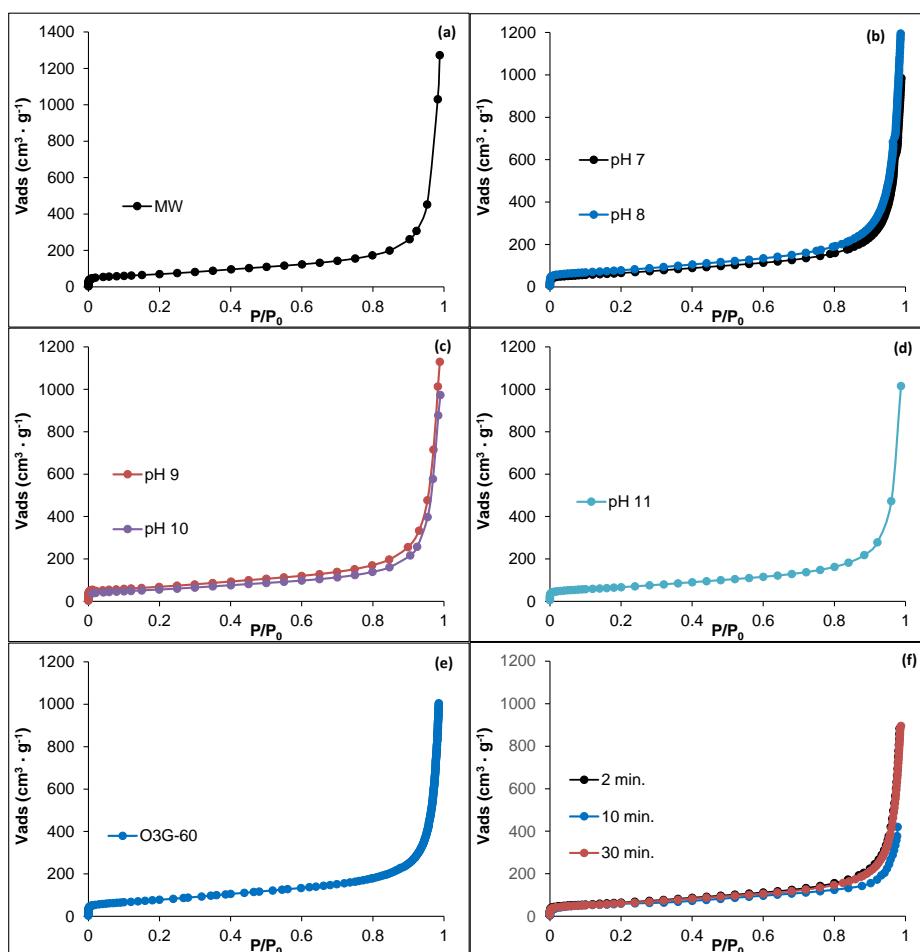 (a)
Vads (cm³ · g⁻¹)
1400
1200
1000
800
600
400
200
0
MW
0 0.2 0.4 0.6 0.8 1
P/P₀
(b)
Vads (cm³ · g⁻¹)
1200
1000
800
600
400
200
0
pH 7
pH 8
0 0.2 0.4 0.6 0.8 1
P/P₀
(c)
Vads (cm³ · g⁻¹)
1200
1000
800
600
400
200
0
pH 9
pH 10
0 0.2 0.4 0.6 0.8 1
P/P₀
(d)
Vads (cm³ · g⁻¹)
1200
1000
800
600
400
200
0
pH 11
0 0.2 0.4 0.6 0.8 1
P/P₀
(e)
Vads (cm³ · g⁻¹)
1200
1000
800
600
400
200
0
O3G-60
0 0.2 0.4 0.6 0.8 1
P/P₀
(f)
Vads (cm³ · g⁻¹)
1200
1000
800
600
400
200
0
2 min.
10 min.
30 min.
0 0.2 0.4 0.6 0.8 1
P/P₀